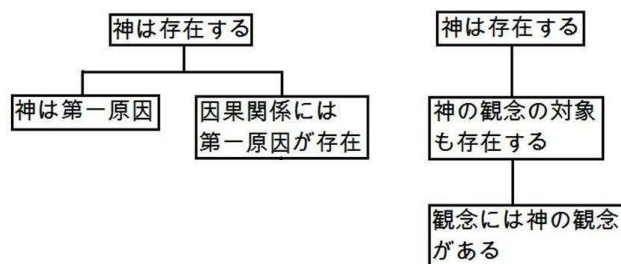 神は存在する
神は第一原因
因果関係には
第一原因が存在
神は存在する
神の観念の対象
も存在する
観念には神の観念
がある